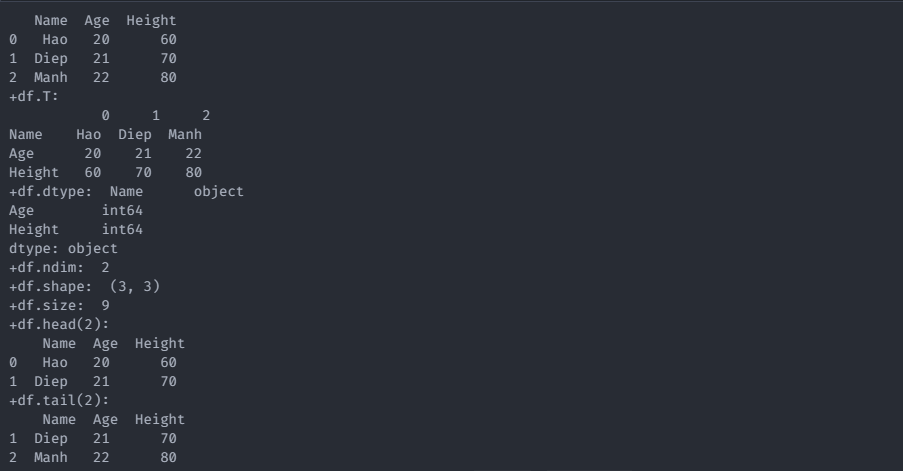 Name  Age  Height
0   Hao   20      60
1  Diep   21      70
2  Manh   22      80
+df.T:
           0     1     2
Name    Hao  Diep  Manh
Age      20    21    22
Height   60    70    80
+df.dtype:  Name      object
Age        int64
Height     int64
dtype: object
+df.ndim:  2
+df.shape:  (3, 3)
+df.size:  9
+df.head(2):
    Name  Age  Height
0   Hao   20      60
1  Diep   21      70
+df.tail(2):
    Name  Age  Height
1  Diep   21      70
2  Manh   22      80